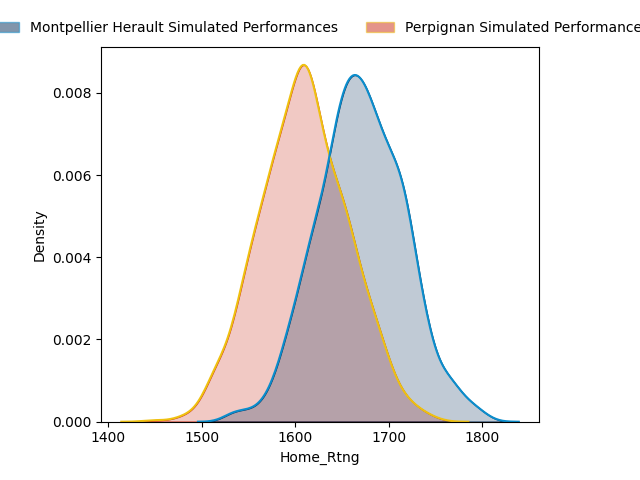 Montpellier Herault Simulated Performances
Perpignan Simulated Performance
0.008
0.006
0.004
0.002
0.000
Density
1400 1500 1600 1700 1800
Home_Rtng